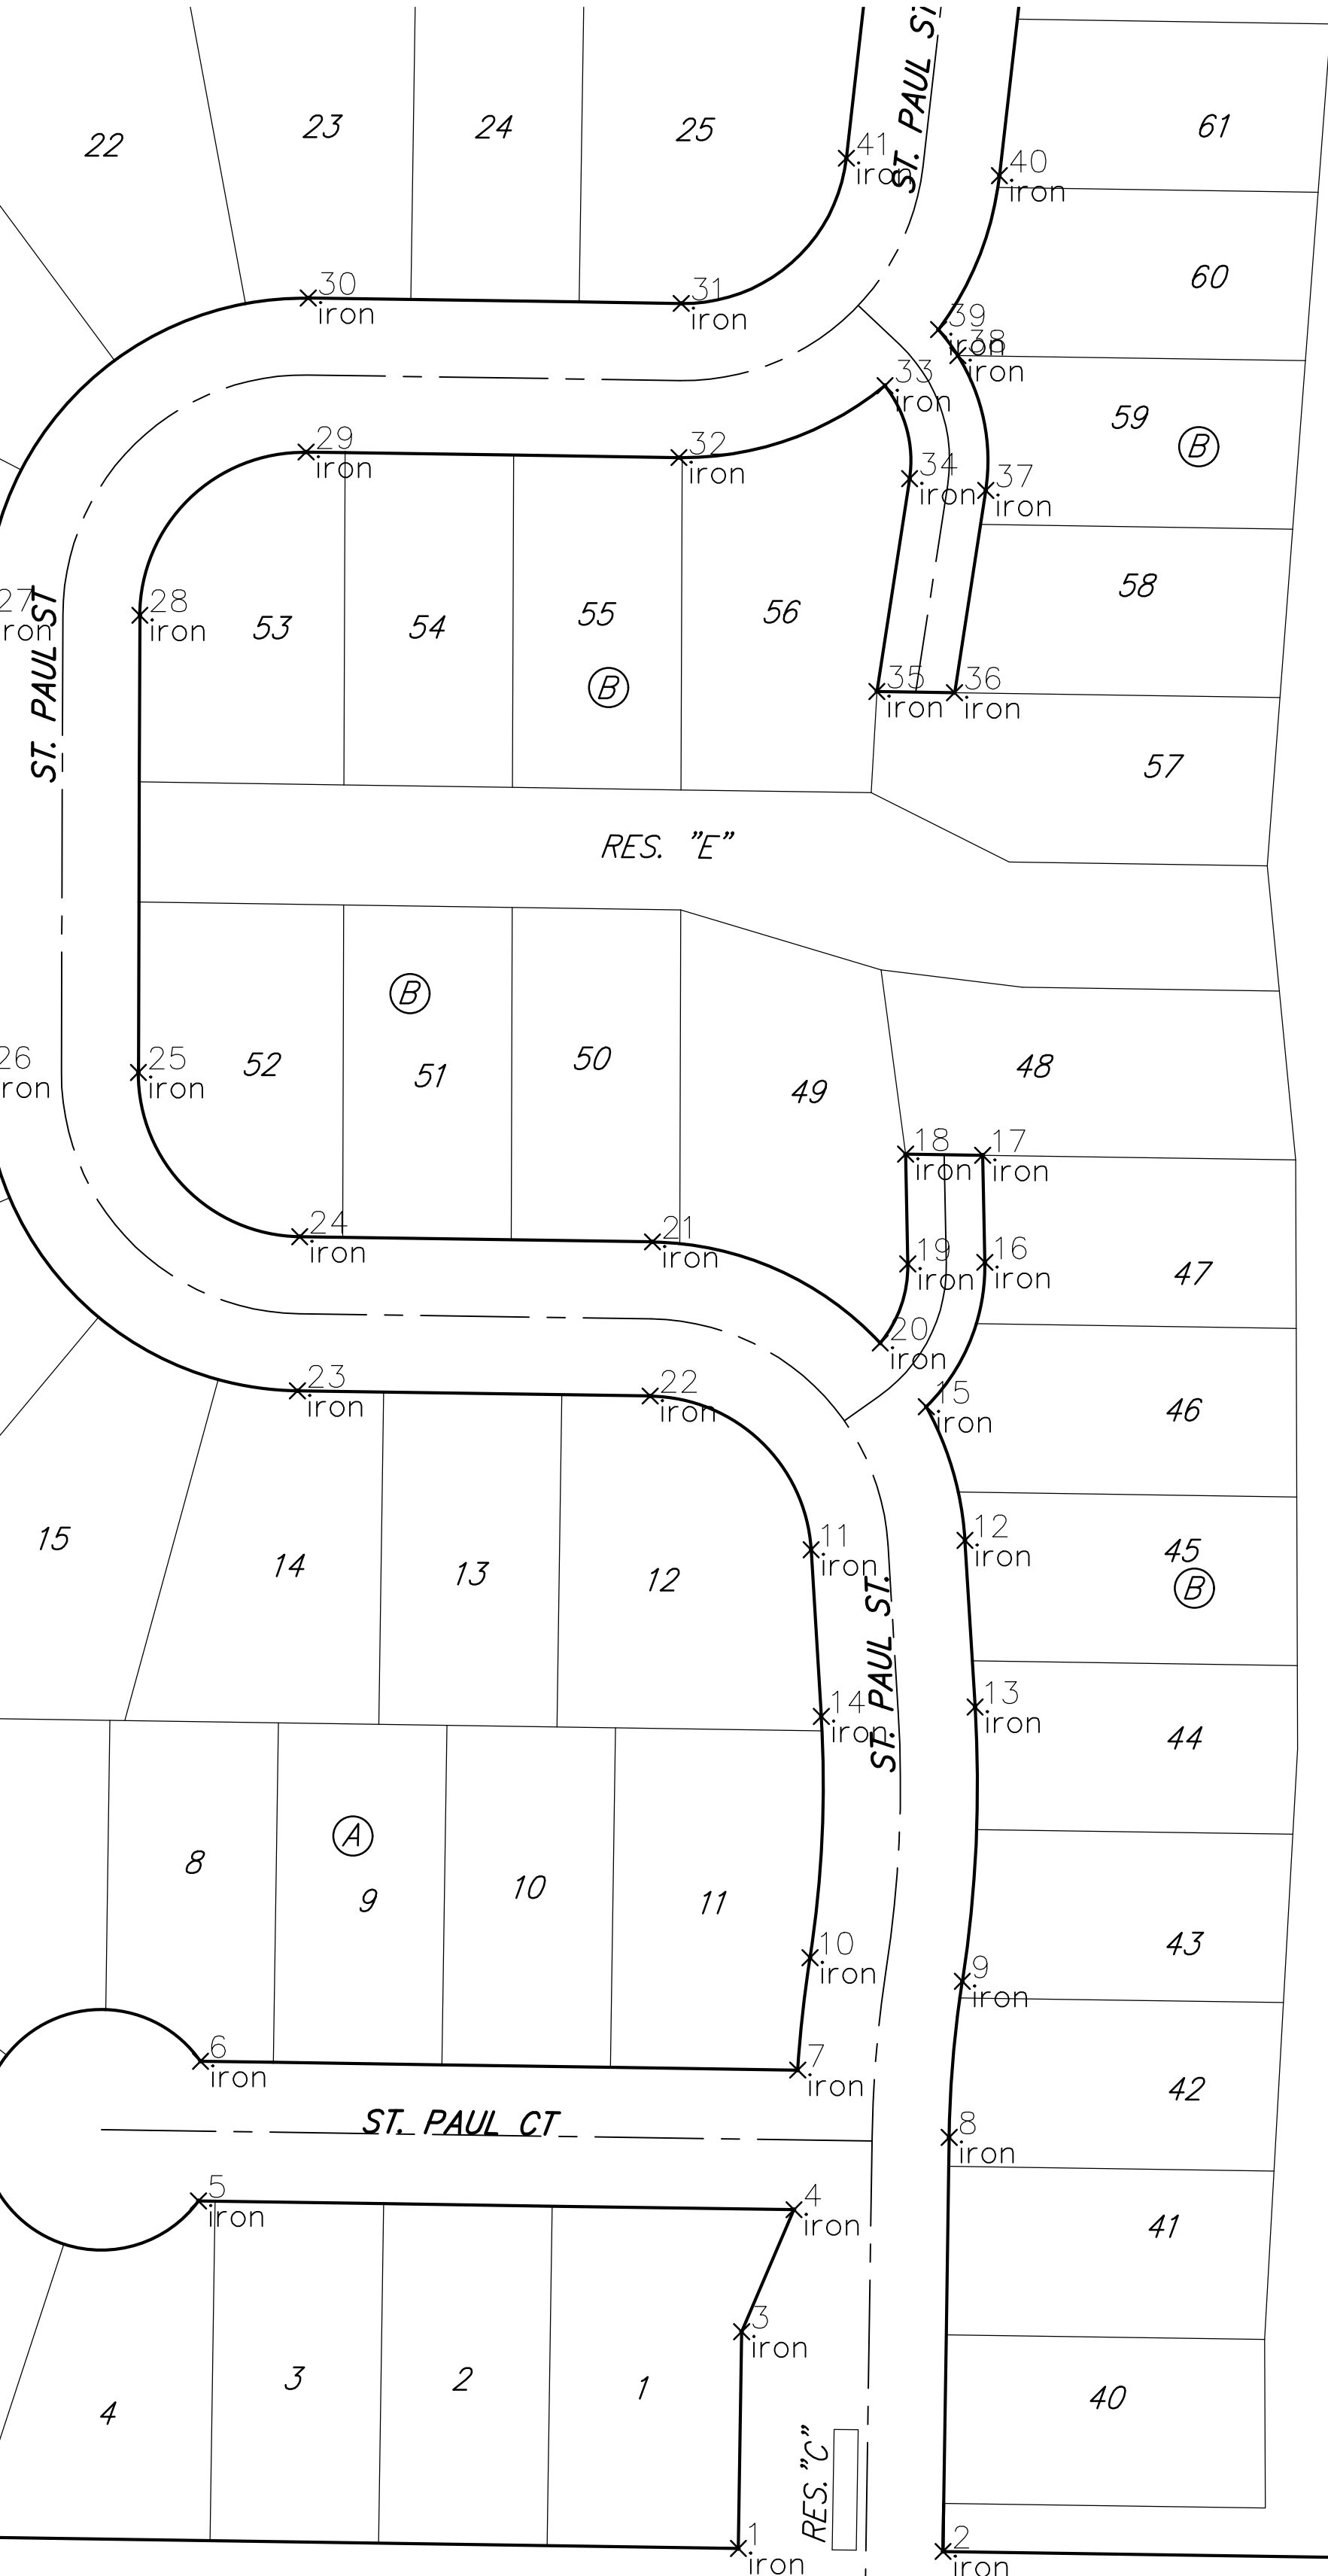 ST. PAUL ST
61
23
24
25
22
41
iron
40
iron
60
30
iron
31
iron
39
iron
38
iron
33
iron
59
B
29
iron
32
iron
34
iron
37
iron
58
27
iron
28
iron
53
54
55
56
ST. PAUL ST
B
35
iron
36
iron
57
RES. "E"
B
26
iron
25
iron
52
51
50
49
48
18
iron
17
iron
24
iron
21
iron
19
iron
16
iron
47
20
iron
23
iron
22
iron
15
iron
46
15
14
13
12
11
iron
12
iron
45
B
ST. PAUL ST.
14
iron
13
iron
44
A
8
9
10
11
10
iron
9
iron
43
6
iron
7
iron
42
ST. PAUL CT
8
iron
5
iron
4
iron
41
3
iron
4
3
2
1
40
RES. "C"
1
iron
2
iron